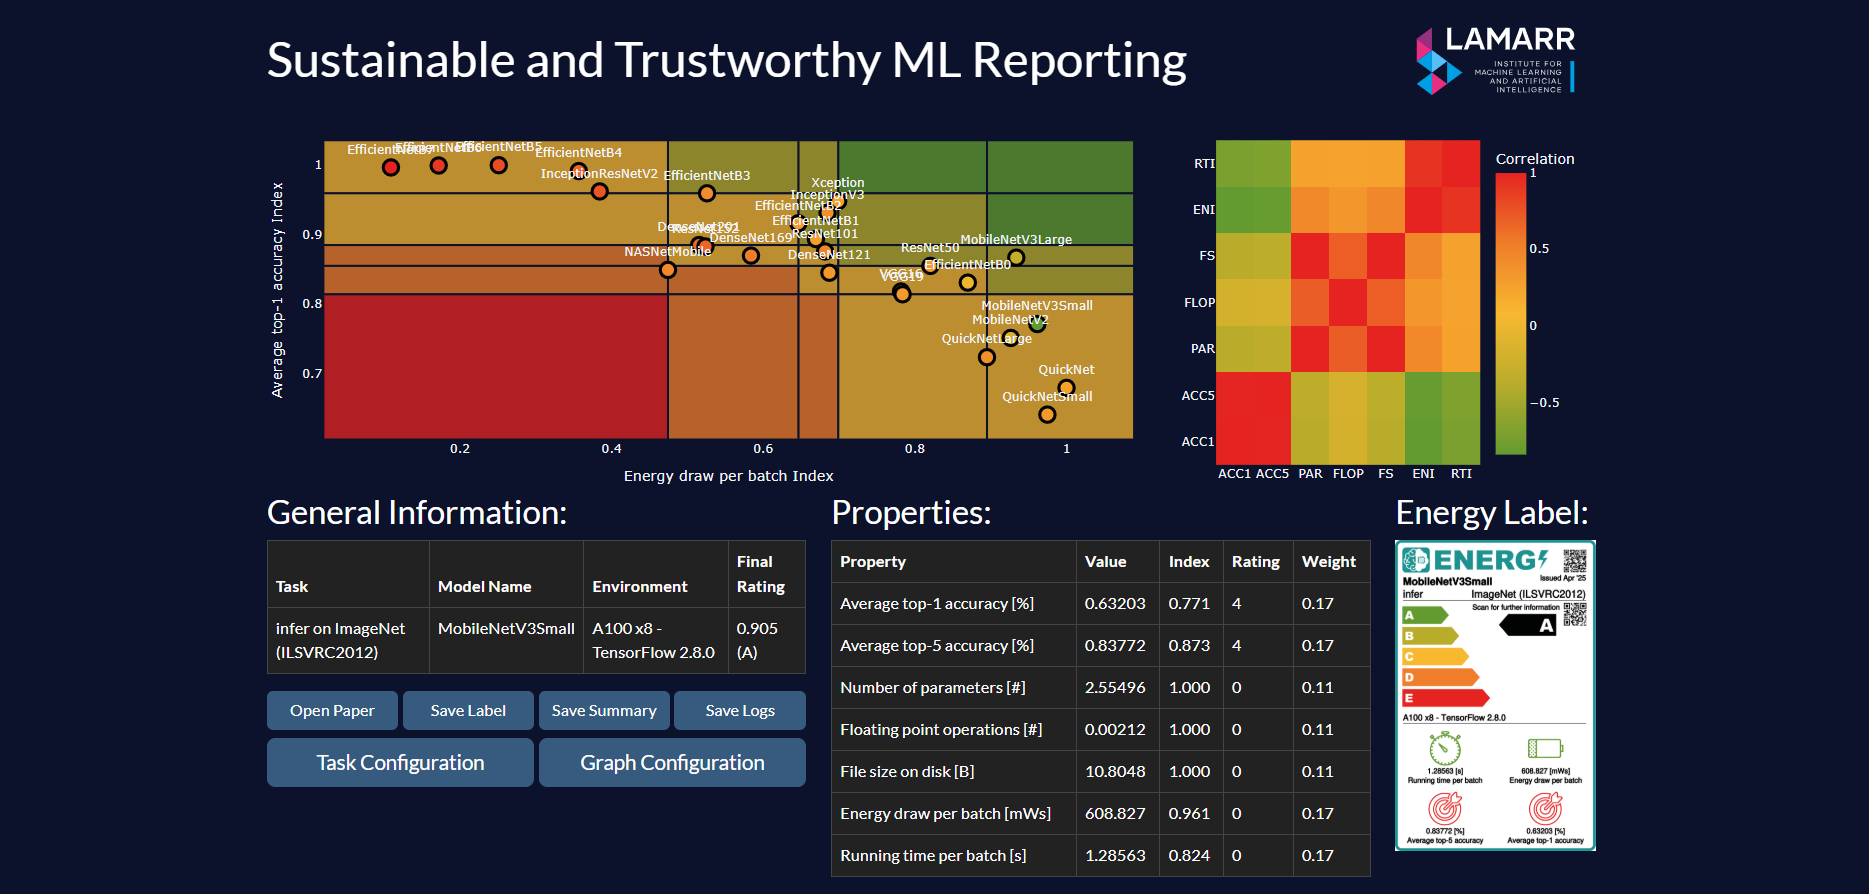 Sustainable and Trustworthy ML Reporting
LAMARR
INSTITUTE FOR
MACHINE LEARNING
AND ARTIFICIAL
INTELLIGENCE
Average top-1 accuracy Index
1
0.9
0.8
0.7
EfficientNetB7
EfficientNetB6
EfficientNetB5
EfficientNetB4
InceptionResNetV2
EfficientNetB3
Xception
InceptionV3
EfficientNetB2
EfficientNetB1
DenseNet201
ResNet152
ResNet101
DenseNet169
NASNetMobile
DenseNet121
ResNet50
MobileNetV3Large
EfficientNetB0
VGG16
VGG19
MobileNetV3Small
MobileNetV2
QuickNetLarge
QuickNet
QuickNetSmall
0.2 0.4 0.6 0.8 1
Energy draw per batch Index
RTI
ENI
FS
FLOP
PAR
ACC5
ACC1
ACC1 ACC5 PAR FLOP FS ENI RTI
Correlation
1
0.5
0
−0.5
General Information:
Task Model Name Environment Final Rating
infer on ImageNet (ILSVRC2012) MobileNetV3Small A100 x8 - TensorFlow 2.8.0 0.905 (A)
Open Paper Save Label Save Summary Save Logs
Task Configuration Graph Configuration
Properties:
Property Value Index Rating Weight
Average top-1 accuracy [%] 0.63203 0.771 4 0.17
Average top-5 accuracy [%] 0.83772 0.873 4 0.17
Number of parameters [#] 2.55496 1.000 0 0.11
Floating point operations [#] 0.00212 1.000 0 0.11
File size on disk [B] 10.8048 1.000 0 0.11
Energy draw per batch [mWs] 608.827 0.961 0 0.17
Running time per batch [s] 1.28563 0.824 0 0.17
Energy Label:
ENERG
MobileNetV3Small Issued Apr '25
infer ImageNet (ILSVRC2012)
Scan for further information
A
A
B
C
D
E
A100 x8 - TensorFlow 2.8.0
1.28563 [s] 608.827 [mWs]
Running time per batch Energy draw per batch
0.83772 [%] 0.63203 [%]
Average top-5 accuracy Average top-1 accuracy